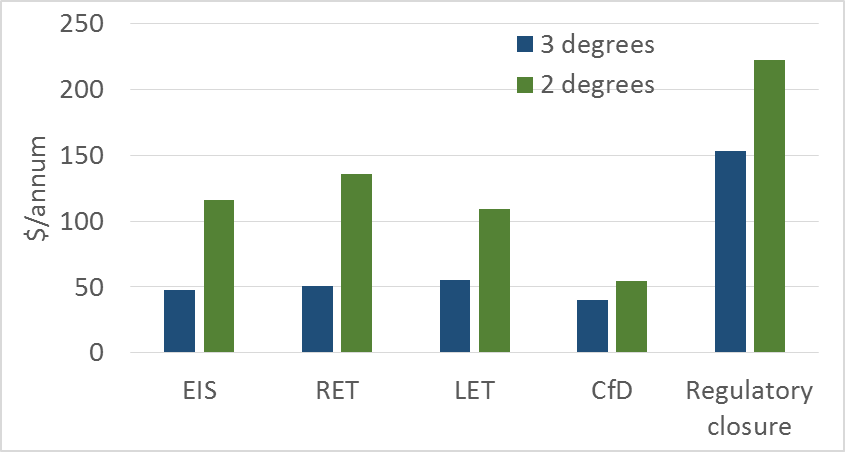 250
200
150
100
50
0
$/annum
3 degrees
2 degrees
EIS
RET
LET
CfD
Regulatory
closure